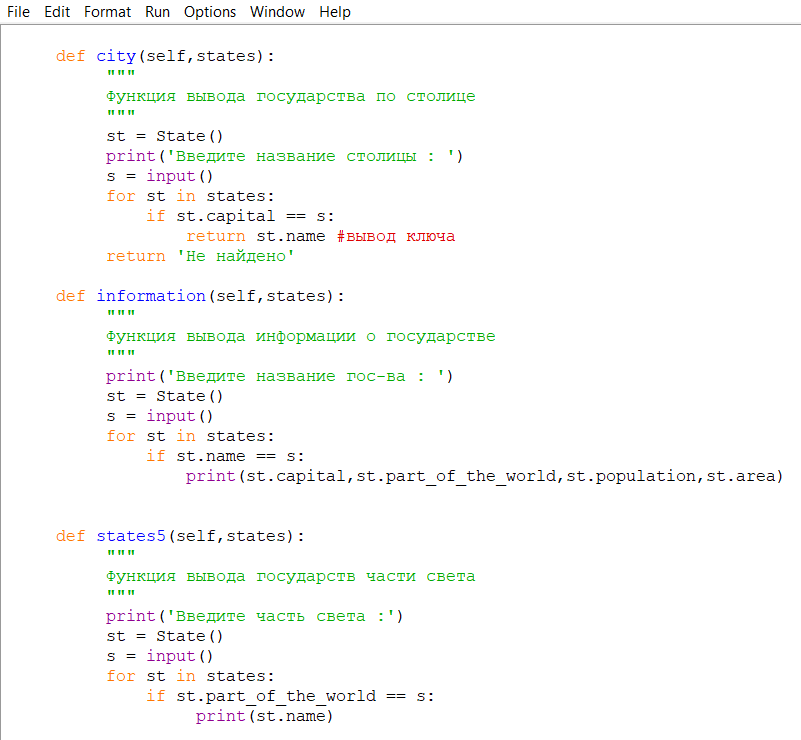 File Edit Format Run Options Window Help
def city(self,states):
"""
Функция вывода государства по столице
"""
st = State()
print('Введите название столицы : ')
s = input()
for st in states:
if st.capital == s:
return st.name #вывод ключа
return 'Не найдено'
def information(self,states):
"""
Функция вывода информации о государстве
"""
print('Введите название гос-ва : ')
st = State()
s = input()
for st in states:
if st.name == s:
print(st.capital,st.part_of_the_world,st.population,st.area)
def states5(self,states):
"""
Функция вывода государств части света
"""
print('Введите часть света :')
st = State()
s = input()
for st in states:
if st.part_of_the_world == s:
print(st.name)